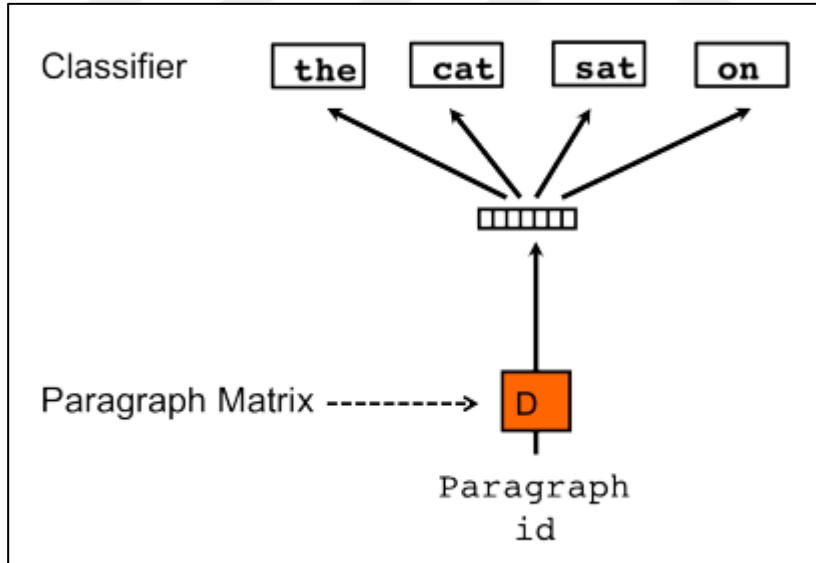 Classifier the cat sat on
Paragraph Matrix D
Paragraph
id